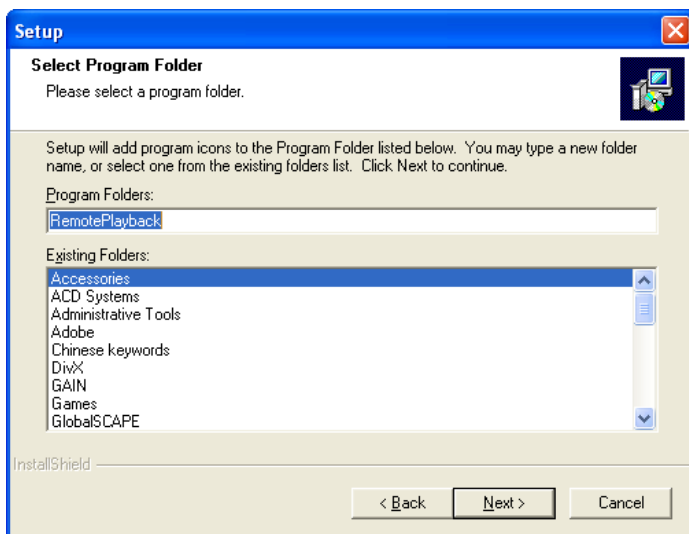 Setup
Select Program Folder
Please select a program folder.
Setup will add program icons to the Program Folder listed below. You may type a new folder
name, or select one from the existing folders list. Click Next to continue.
Program Folders:
RemotePlayback
Existing Folders:
Accessories
ACD Systems
Administrative Tools
Adobe
Chinese keywords
DivX
GAIN
Games
GlobalSCAPE
InstallShield
< Back
Next >
Cancel